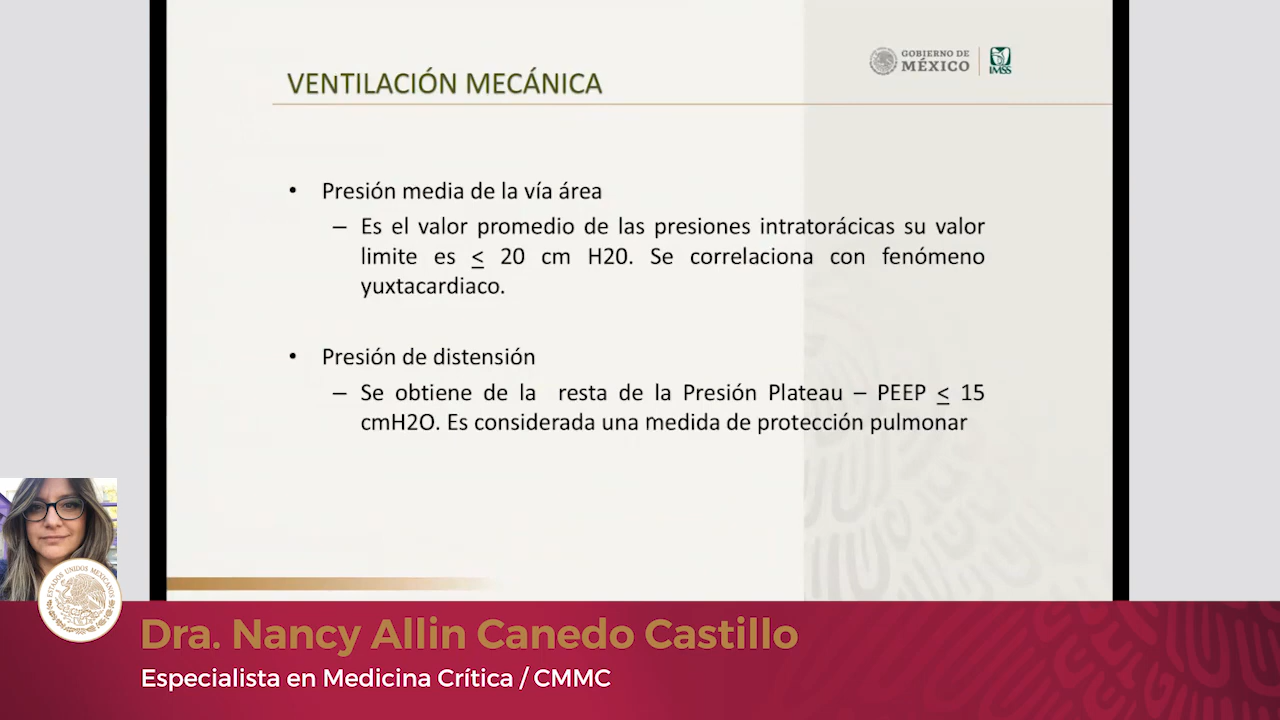 GOBIERNO DE
MÉXICO
IMSS
VENTILACIÓN MECÁNICA
• Presión media de la vía área
– Es el valor promedio de las presiones intratorácicas su valor
limite es < 20 cm H20. Se correlaciona con fenómeno
yuxtacardiaco.
• Presión de distensión
– Se obtiene de la resta de la Presión Plateau – PEEP < 15
cmH2O. Es considerada una medida de protección pulmonar
ESTADOS UNIDOS MEXICANOS
Dra. Nancy Allin Canedo Castillo
Especialista en Medicina Crítica / CMMC